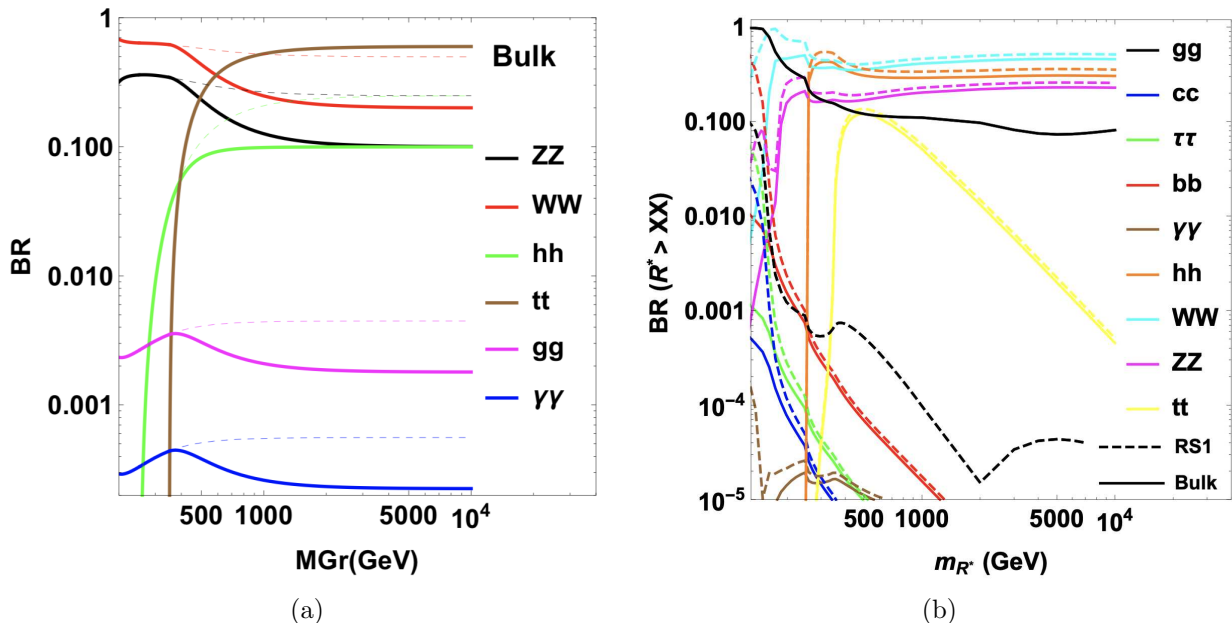 BR
1
0.100
0.010
0.001
500 1000 5000 10⁴
MGr(GeV)
Bulk
ZZ
WW
hh
tt
gg
γγ
(a)
BR (R* > XX)
1
0.100
0.010
0.001
10⁻⁴
10⁻⁵
500 1000 5000 10⁴
m_R* (GeV)
gg
cc
ττ
bb
γγ
hh
WW
ZZ
tt
RS1
Bulk
(b)